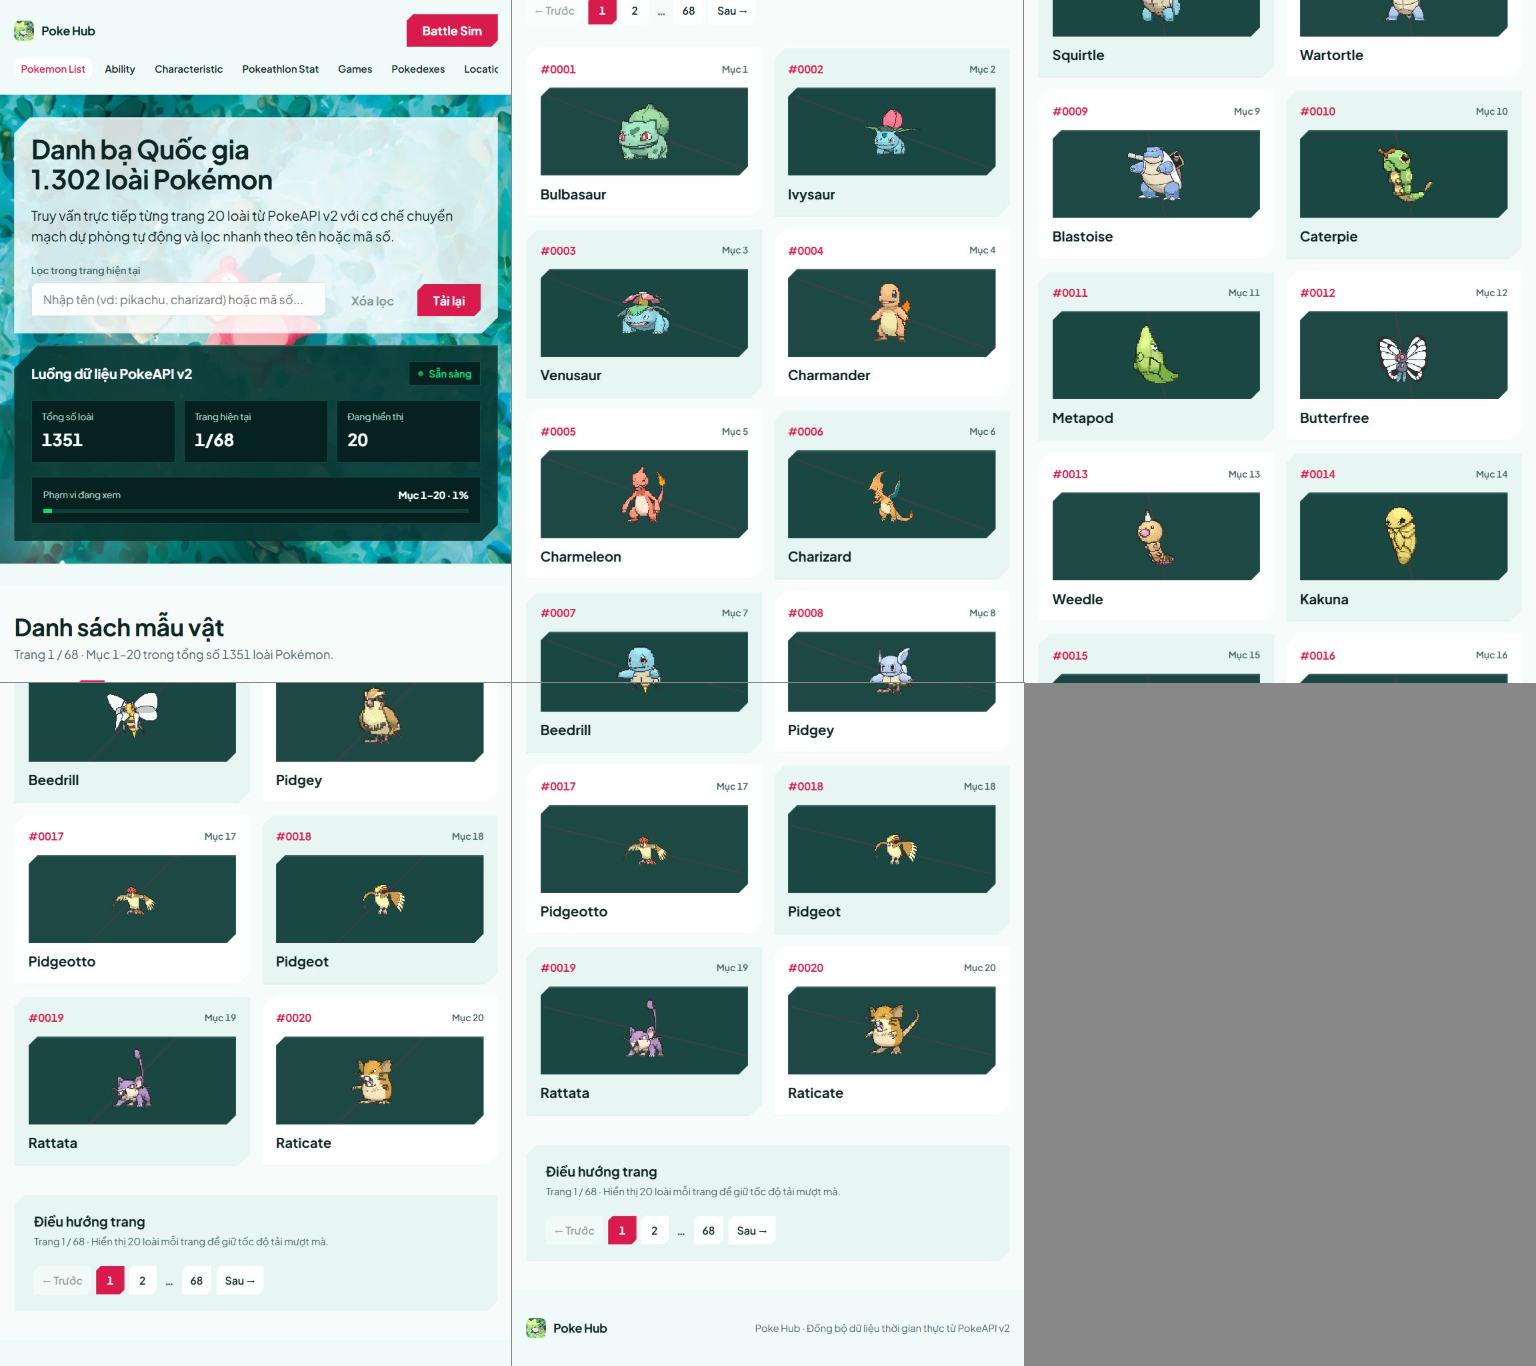 Poke Hub
Battle Sim
Pokemon List Ability Characteristic Pokeathlon Stat Games Pokedexes Locatic
Danh bạ Quốc gia
1.302 loài Pokémon
Truy vấn trực tiếp từng trang 20 loài từ PokeAPI v2 với cơ chế chuyển
mạch dự phòng tự động và lọc nhanh theo tên hoặc mã số.
Lọc trong trang hiện tại
Nhập tên (vd: pikachu, charizard) hoặc mã số... Xóa lọc Tải lại
Luồng dữ liệu PokeAPI v2 Sẵn sàng
Tổng số loài Trang hiện tại Đang hiển thị
1351 1/68 20
Phạm vi đang xem Mục 1–20 · 1%
Danh sách mẫu vật
Trang 1 / 68 · Mục 1–20 trong tổng số 1351 loài Pokémon.
← Trước 1 2 ... 68 Sau →
#0001 Mục 1 #0002 Mục 2
Bulbasaur Ivysaur
#0003 Mục 3 #0004 Mục 4
Venusaur Charmander
#0005 Mục 5 #0006 Mục 6
Charmeleon Charizard
#0007 Mục 7 #0008 Mục 8
Squirtle Wartortle
#0009 Mục 9 #0010 Mục 10
Blastoise Caterpie
#0011 Mục 11 #0012 Mục 12
Metapod Butterfree
#0013 Mục 13 #0014 Mục 14
Weedle Kakuna
#0015 Mục 15 #0016 Mục 16
Beedrill Pidgey
#0017 Mục 17 #0018 Mục 18
Pidgeotto Pidgeot
#0019 Mục 19 #0020 Mục 20
Rattata Raticate
Điều hướng trang
Trang 1 / 68 · Hiển thị 20 loài mỗi trang để giữ tốc độ tải mượt mà.
← Trước 1 2 ... 68 Sau →
Beedrill Pidgey
#0017 Mục 17 #0018 Mục 18
Pidgeotto Pidgeot
#0019 Mục 19 #0020 Mục 20
Rattata Raticate
Điều hướng trang
Trang 1 / 68 · Hiển thị 20 loài mỗi trang để giữ tốc độ tải mượt mà.
← Trước 1 2 ... 68 Sau →
Poke Hub Poke Hub · Đồng bộ dữ liệu thời gian thực từ PokeAPI v2